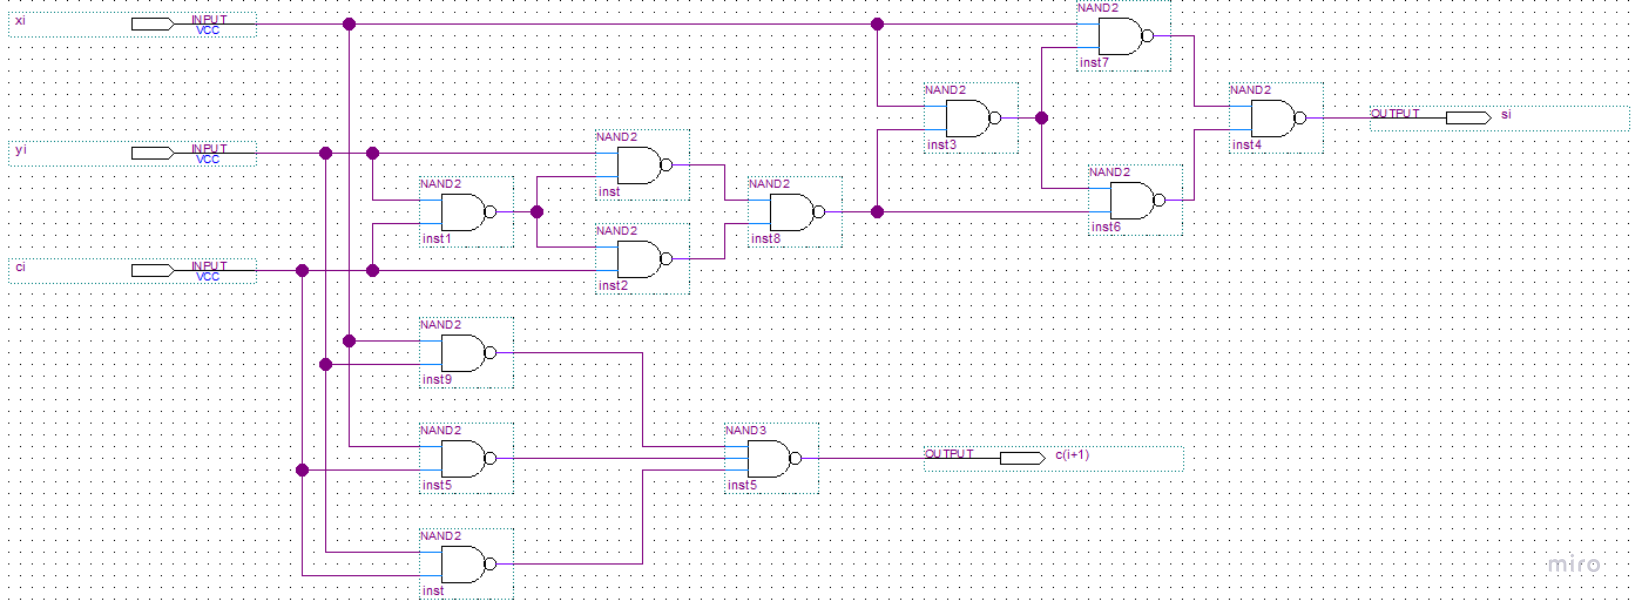 xi
INPUT
VCC
NAND2
inst7
NAND2
inst3
NAND2
inst4
OUTPUT
si
yi
INPUT
VCC
NAND2
inst
NAND2
inst1
NAND2
inst8
NAND2
inst6
NAND2
inst2
ci
INPUT
VCC
NAND2
inst9
NAND2
inst5
NAND3
inst5
OUTPUT
c(i+1)
NAND2
inst
miro